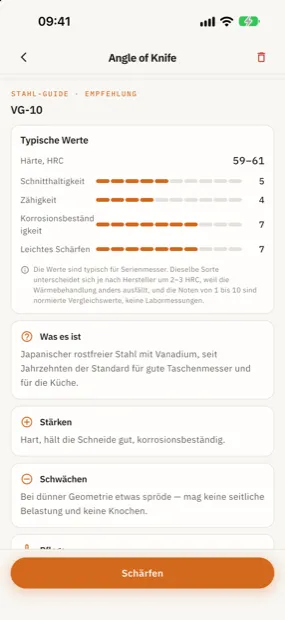 09:41
Angle of Knife
STAHL-GUIDE · EMPFEHLUNG
VG-10
Typische Werte
Härte, HRC 59–61
Schnitthaltigkeit 5
Zähigkeit 4
Korrosionsbeständ
igkeit 7
Leichtes Schärfen 7
Die Werte sind typisch für Serienmesser. Dieselbe Sorte
unterscheidet sich je nach Hersteller um 2–3 HRC, weil die
Wärmebehandlung anders ausfällt, und die Noten von 1 bis 10 sind
normierte Vergleichswerte, keine Labormessungen.
Was es ist
Japanischer rostfreier Stahl mit Vanadium, seit
Jahrzehnten der Standard für gute Taschenmesser und
für die Küche.
Stärken
Hart, hält die Schneide gut, korrosionsbeständig.
Schwächen
Bei dünner Geometrie etwas spröde — mag keine seitliche
Belastung und keine Knochen.
Schärfen